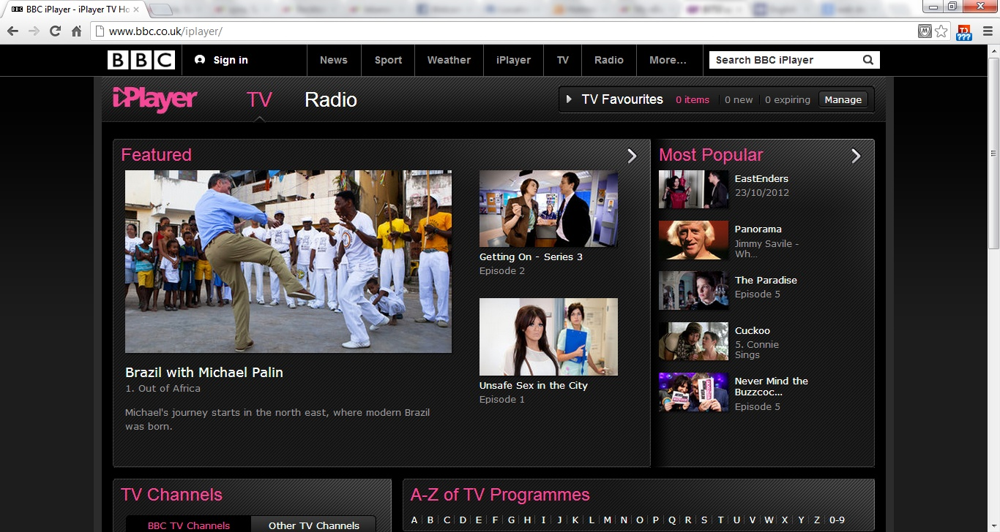 BBC iPlayer - iPlayer TV Ho
www.bbc.co.uk/iplayer/
BBC
Sign in
News
Sport
Weather
iPlayer
TV
Radio
More...
Search BBC iPlayer
iPlayer
TV
Radio
TV Favourites
0 items
0 new
0 expiring
Manage
Featured
Brazil with Michael Palin
1. Out of Africa
Michael's journey starts in the north east, where modern Brazil
was born.
Getting On - Series 3
Episode 2
Unsafe Sex in the City
Episode 1
Most Popular
EastEnders
23/10/2012
Panorama
Jimmy Savile -
Wh...
The Paradise
Episode 5
Cuckoo
5. Connie
Sings
Never Mind the
Buzzcoc...
Episode 5
TV Channels
BBC TV Channels
Other TV Channels
A-Z of TV Programmes
A B C D E F G H I J K L M N O P Q R S T U V W X Y Z 0-9